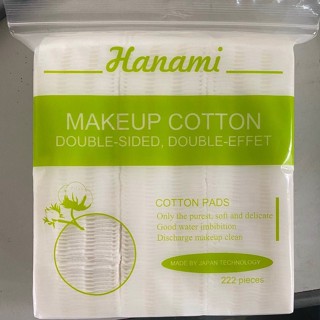 Hanami
MAKEUP COTTON
DOUBLE-SIDED, DOUBLE-EFFET
COTTON PADS
Only the purest, soft and delicate
Good water imbibition
Discharge makeup clean
MADE BY JAPAN TECHNOLOGY
222 pieces